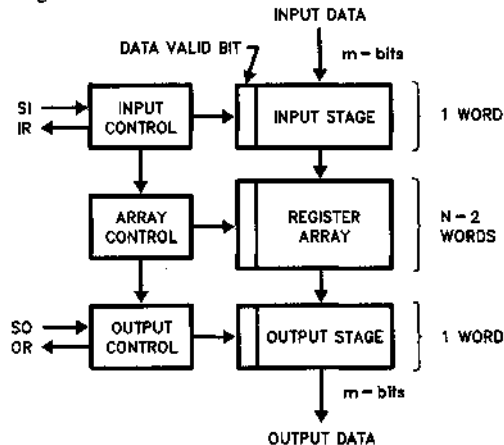 INPUT DATA
DATA VALID BIT
m-bits
SI
IR
INPUT
CONTROL
INPUT STAGE
1 WORD
ARRAY
CONTROL
REGISTER
ARRAY
N-2
WORDS
SO
OR
OUTPUT
CONTROL
OUTPUT STAGE
1 WORD
m-bits
OUTPUT DATA